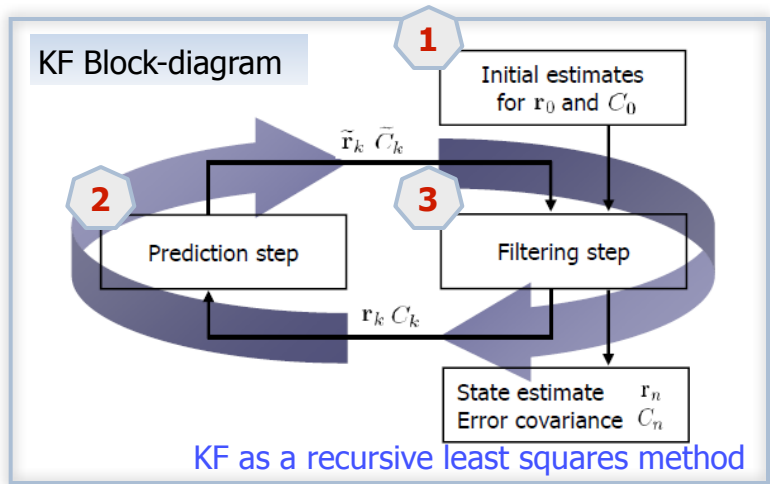 KF Block-diagram
1
Initial estimates
for r₀ and C₀
r̃ₖ C̃ₖ
2
Prediction step
3
Filtering step
rₖ Cₖ
State estimate rₙ
Error covariance Cₙ
KF as a recursive least squares method